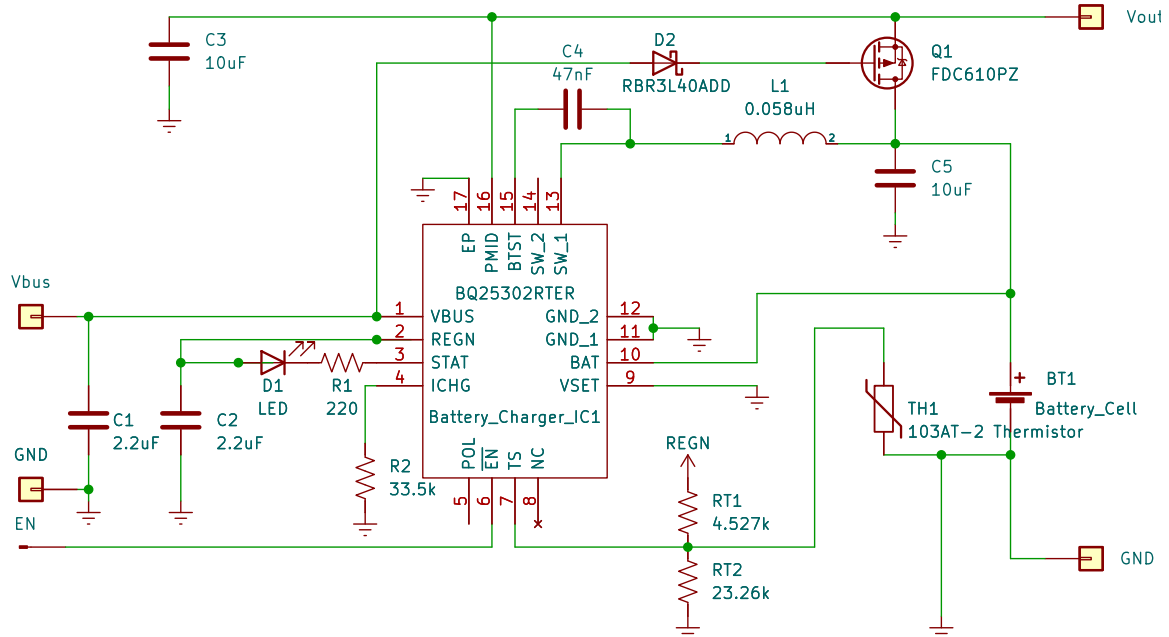 Vout
C3
10uF
C4
47nF
D2
RBR3L40ADD
Q1
FDC610PZ
L1
0.058uH
1
2
C5
10uF
17
16
15
14
13
EP
PMID
BTST
SW_2
SW_1
BQ25302RTER
Vbus
1
VBUS
2
REGN
3
STAT
4
ICHG
GND_2
12
GND_1
11
BAT
10
VSET
9
D1
LED
R1
220
C1
2.2uF
C2
2.2uF
Battery_Charger_IC1
POL
EN
TS
NC
5
6
7
8
TH1
103AT-2 Thermistor
+
BT1
Battery_Cell
GND
R2
33.5k
REGN
RT1
4.527k
RT2
23.26k
EN
GND